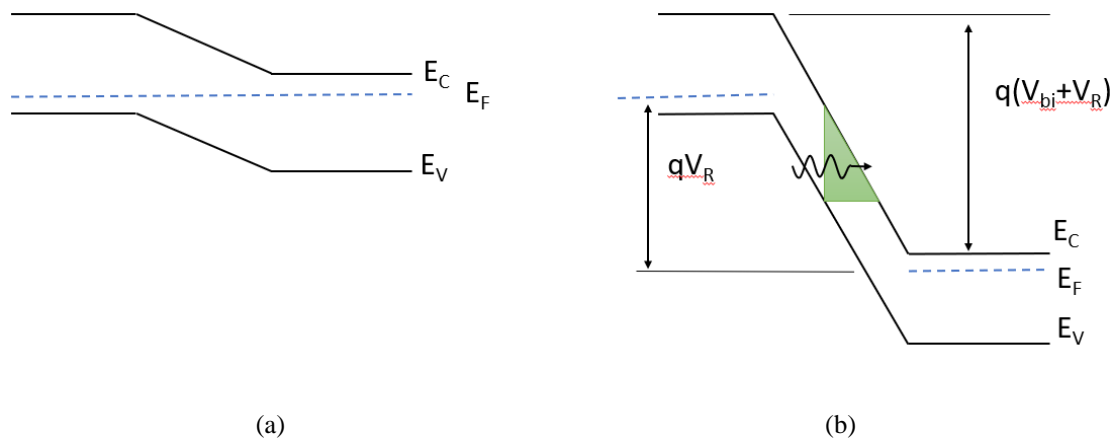 E_C
E_F
E_V
(a)
q(V_bi+V_R)
qV_R
E_C
E_F
E_V
(b)